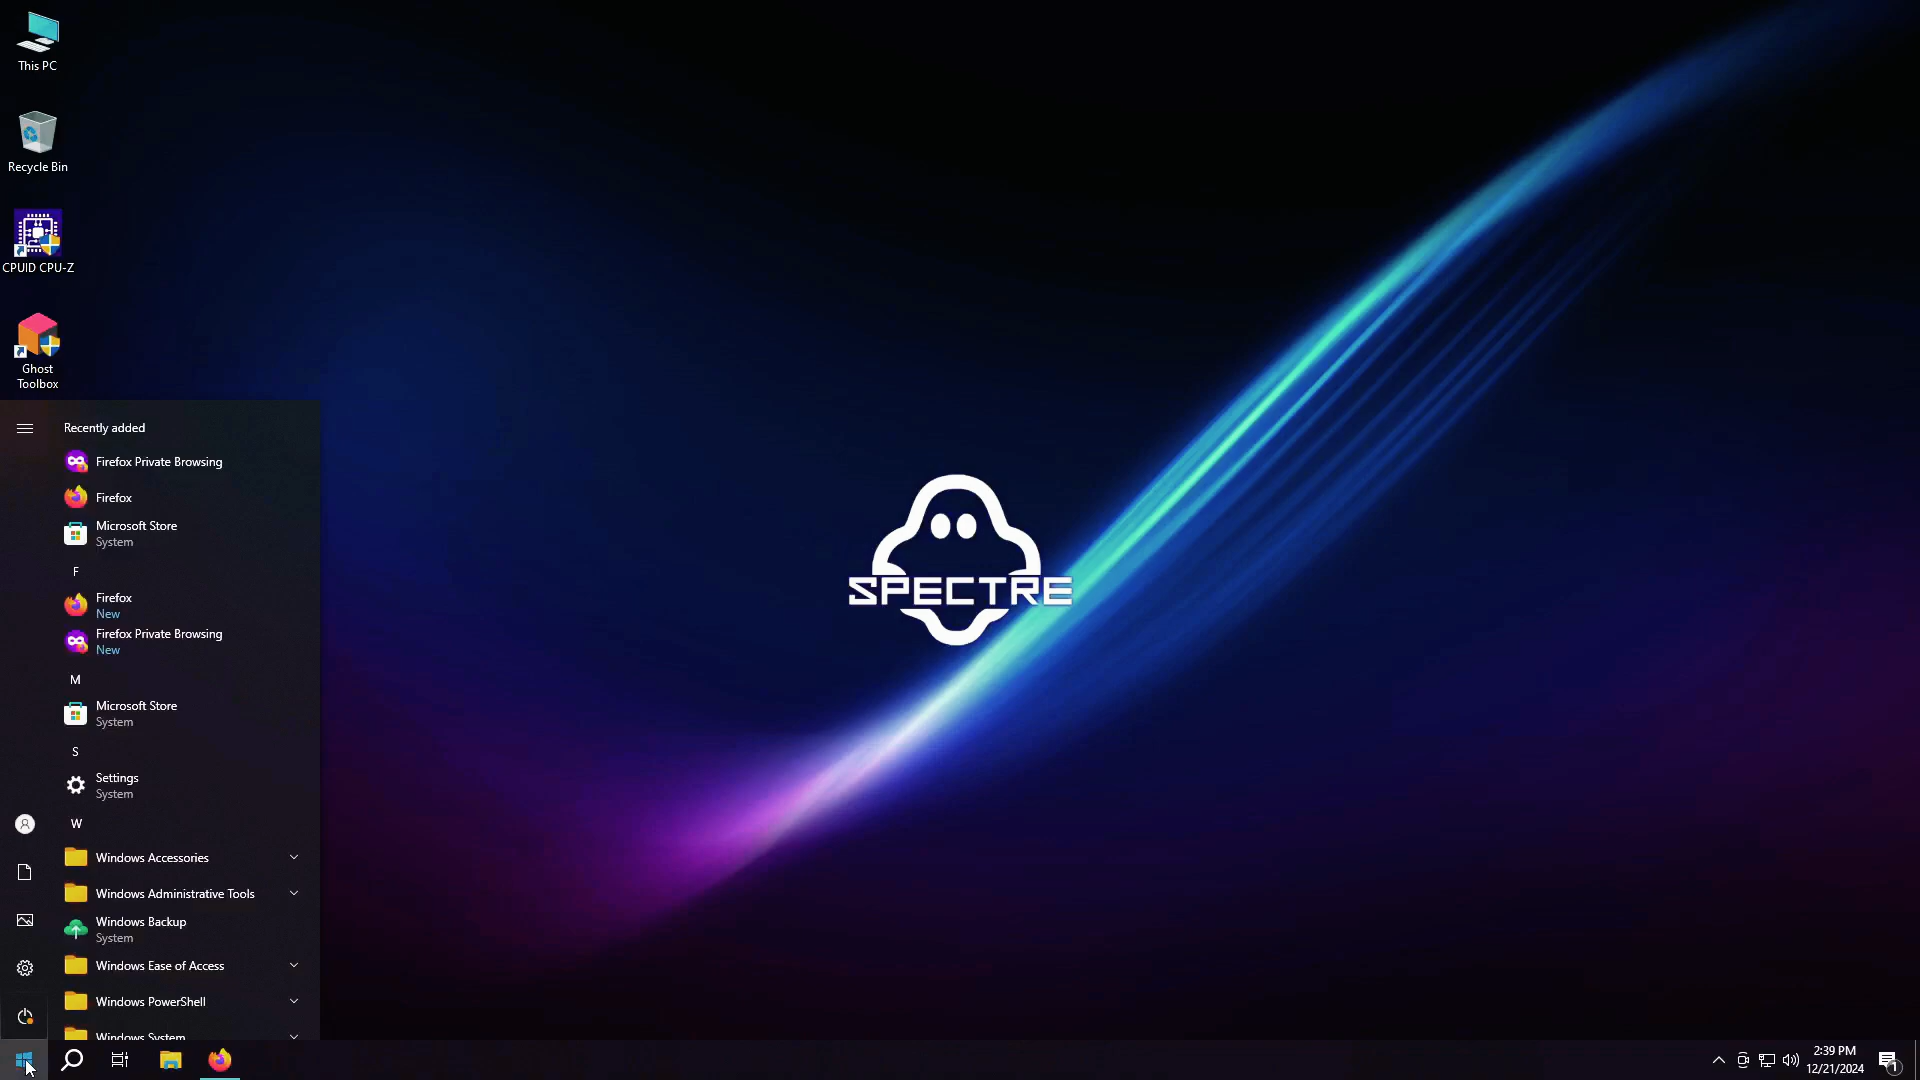 This PC
Recycle Bin
CPUID CPU-Z
Ghost
Toolbox
Recently added
Firefox Private Browsing
Firefox
Microsoft Store
System
F
Firefox
New
Firefox Private Browsing
New
M
Microsoft Store
System
S
Settings
System
W
Windows Accessories
Windows Administrative Tools
Windows Backup
System
Windows Ease of Access
Windows PowerShell
Windows System
SPECTRE
2:39 PM
12/21/2024
1